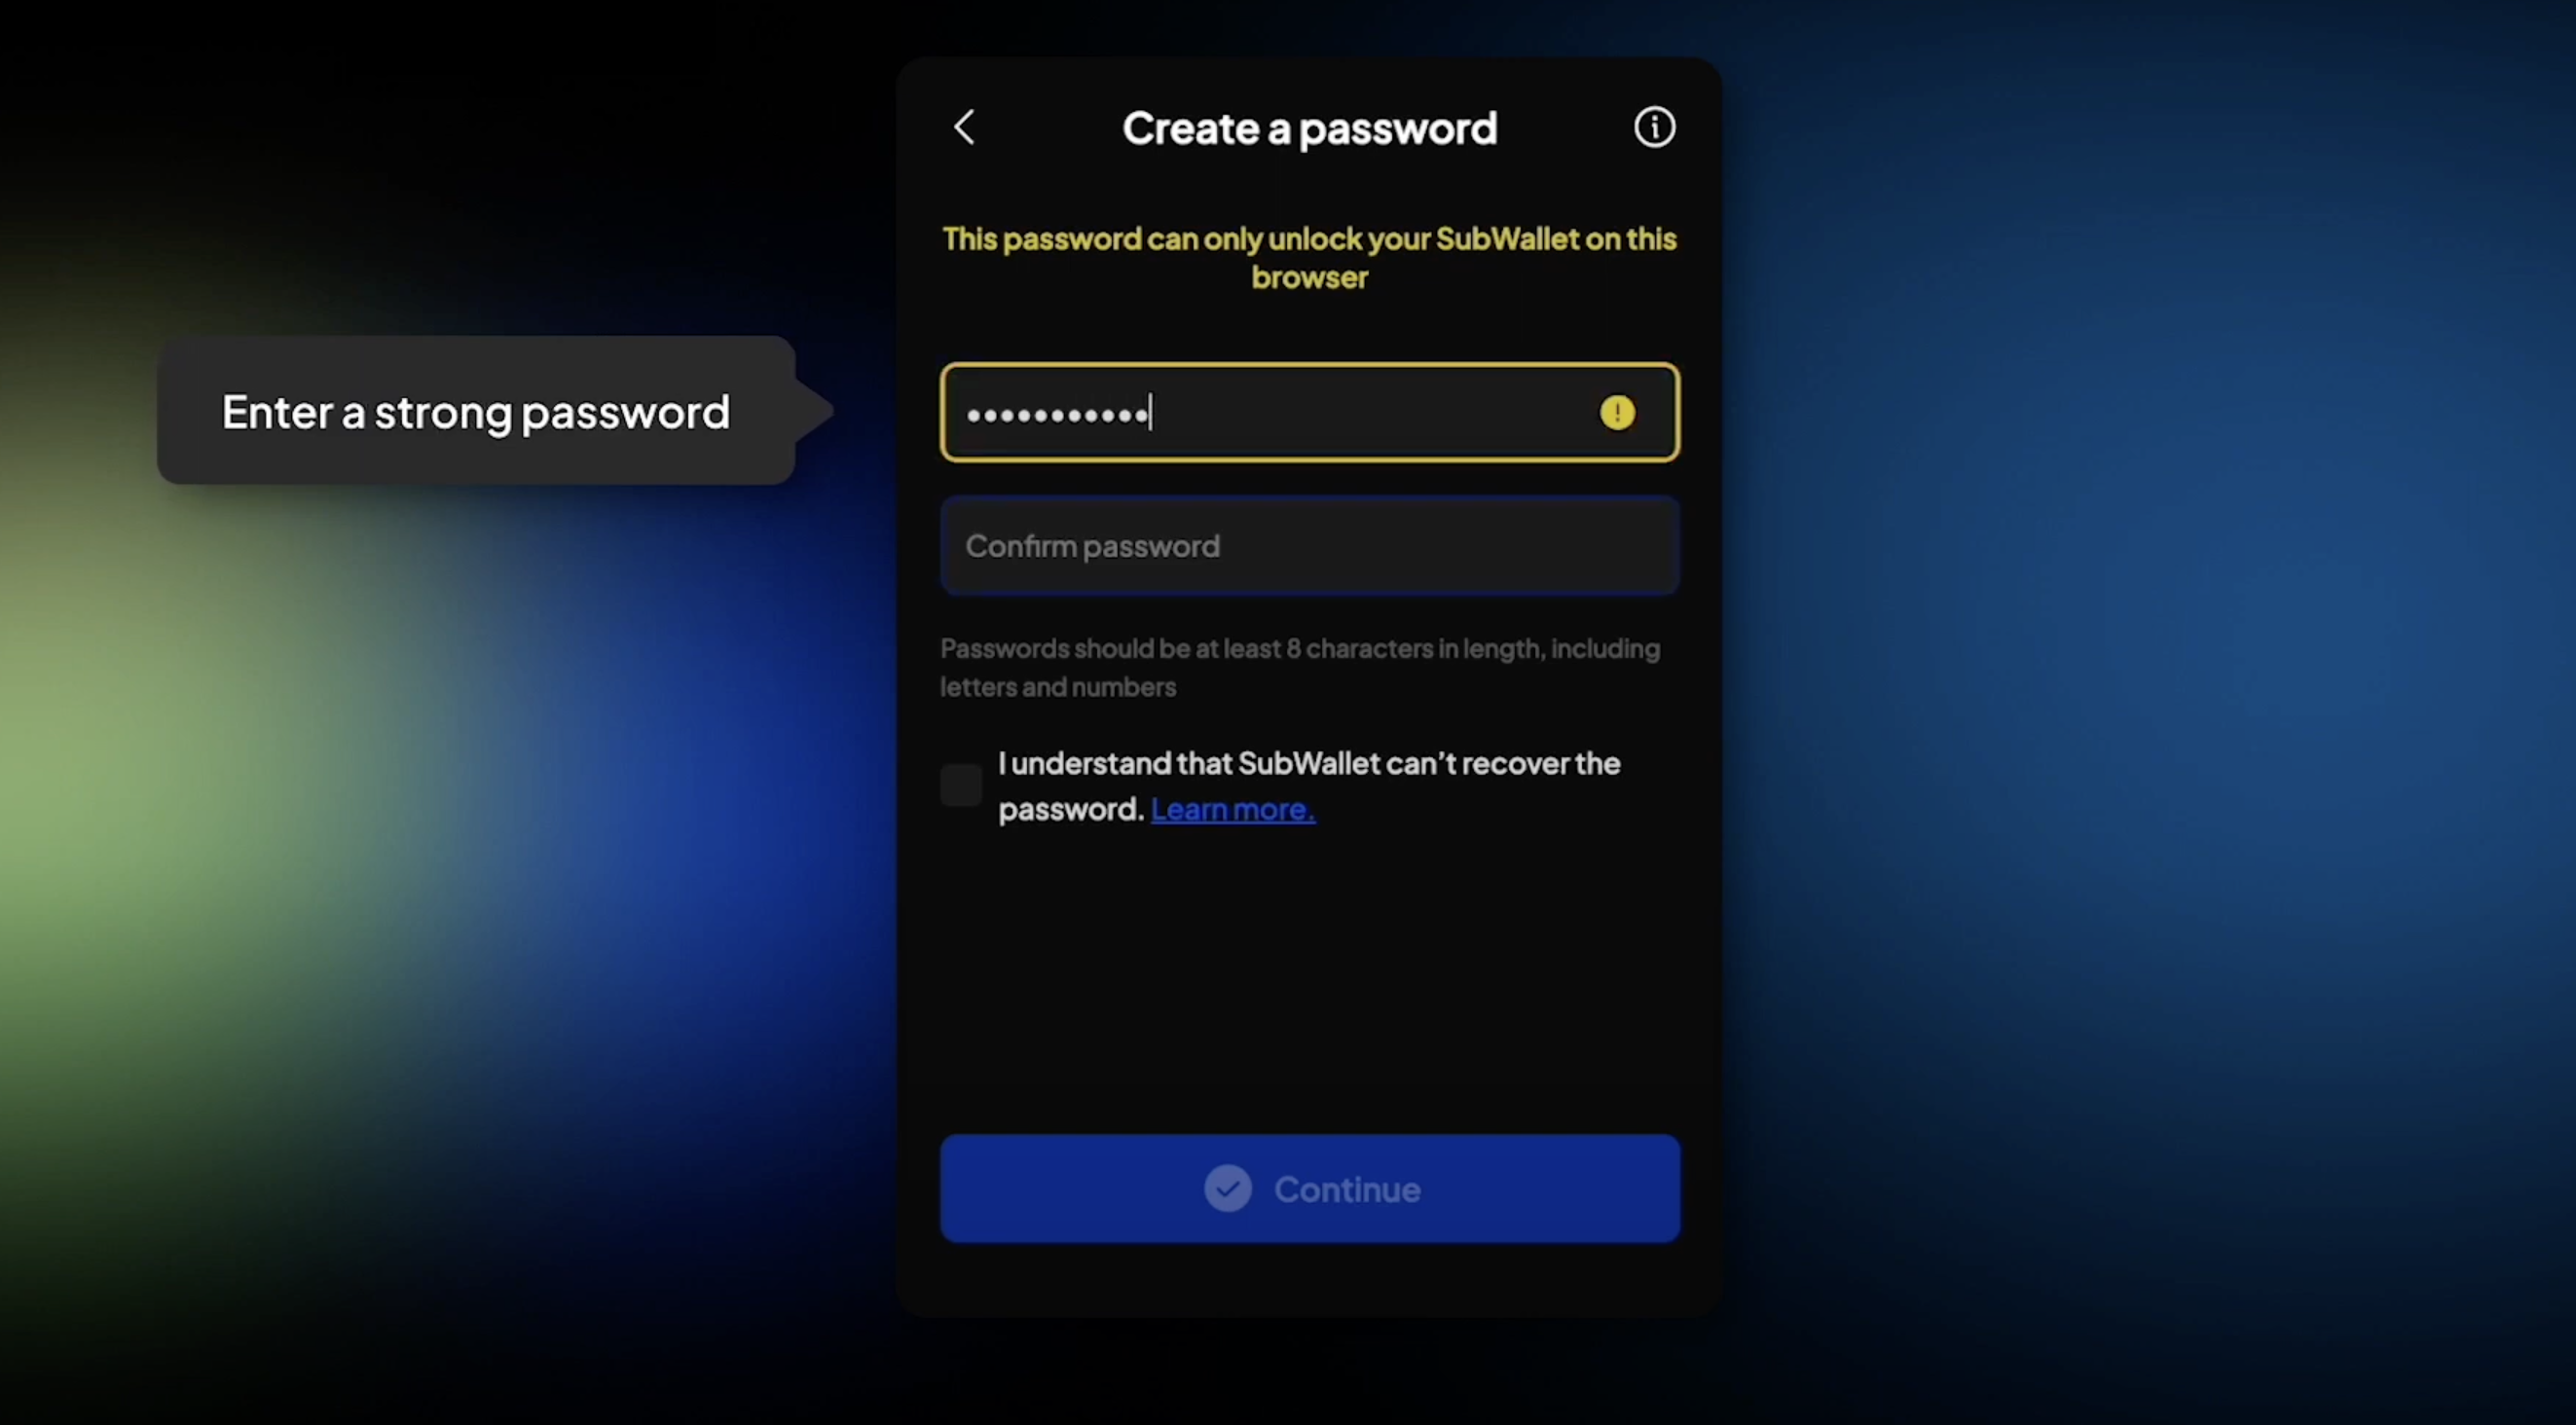 Create a password
This password can only unlock your SubWallet on this
browser
Enter a strong password
•••••••••••
Confirm password
Passwords should be at least 8 characters in length, including
letters and numbers
I understand that SubWallet can’t recover the
password. Learn more.
Continue